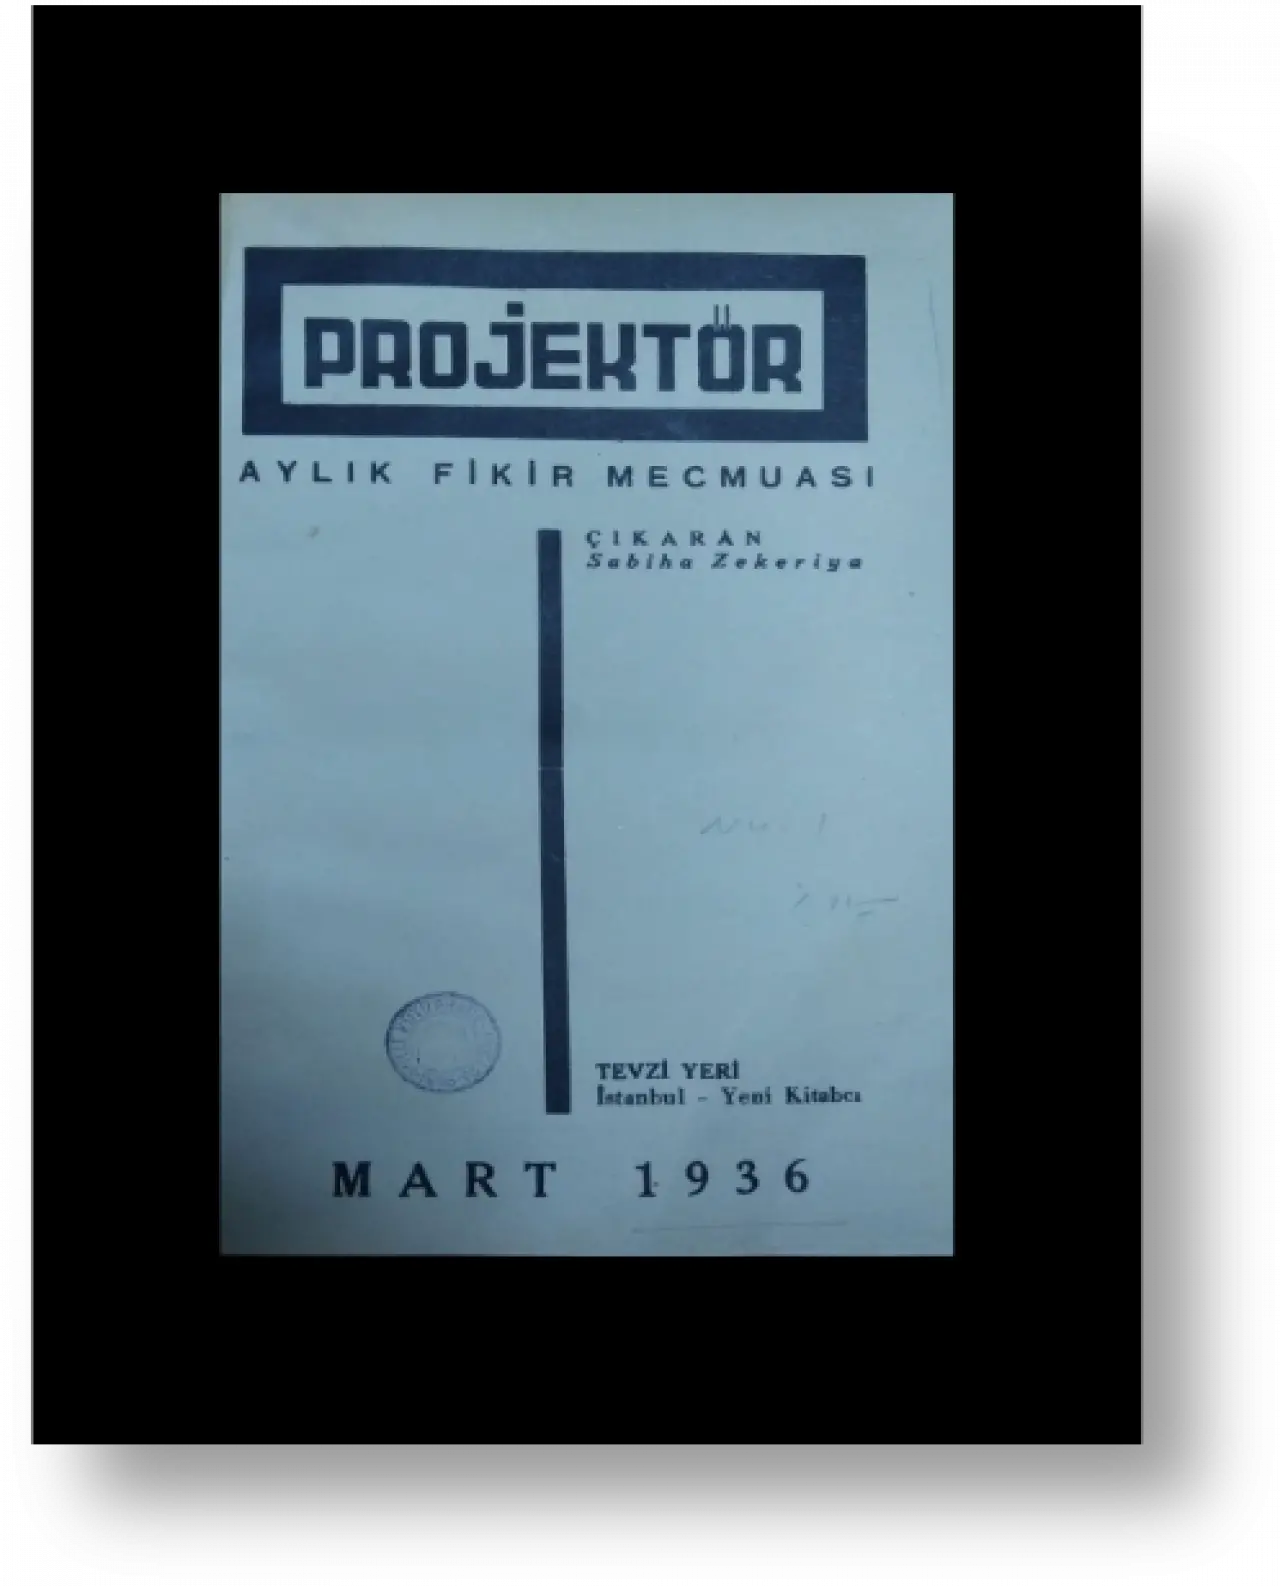 PROJEKTÖR
AYLIK FİKİR MECMUASI
ÇIKARAN
Sabiha Zekeriya
TEVZİ YERİ
İstanbul - Yeni Kitabcı
MART 1936